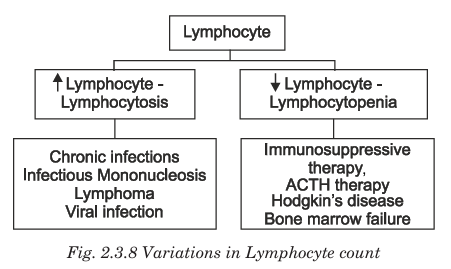 Lymphocyte
↑ Lymphocyte -
Lymphocytosis
↓ Lymphocyte -
Lymphocytopenia
Chronic infections
Infectious Mononucleosis
Lymphoma
Viral infection
Immunosuppressive
therapy,
ACTH therapy
Hodgkin's disease
Bone marrow failure
Fig. 2.3.8 Variations in Lymphocyte count